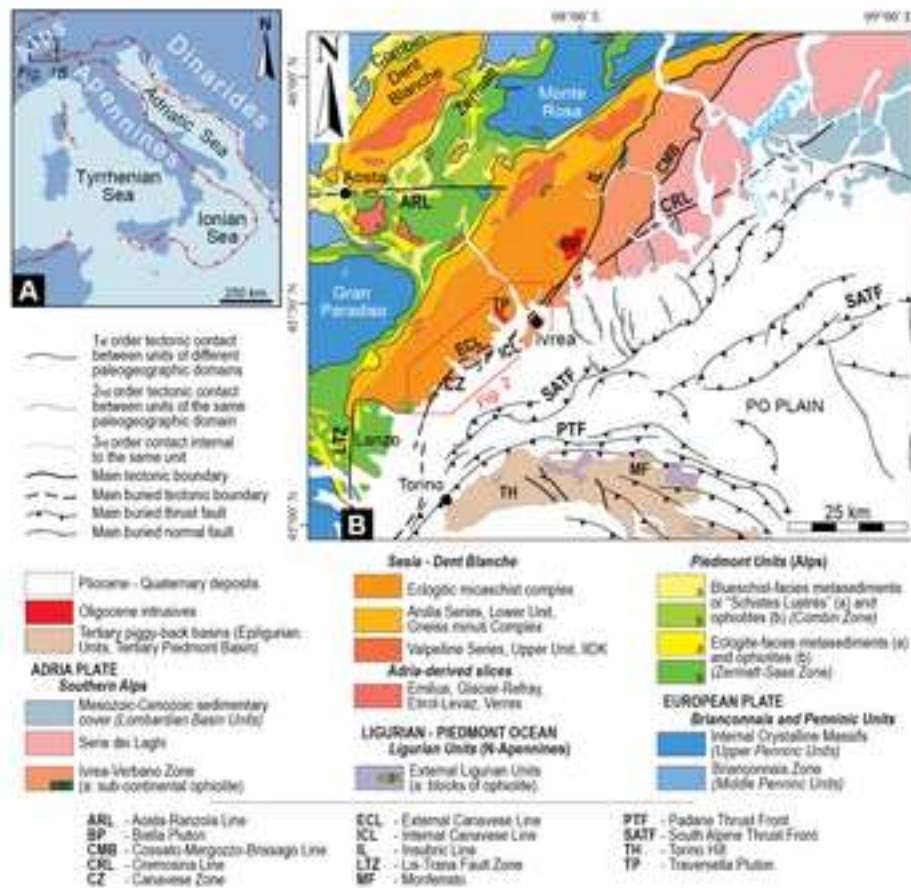 Alps
Dinarides
N
Fig. 1B
Apennines
Adriatic Sea
Tyrrhenian
Sea
Ionian
Sea
A
250 km
N
Combin
Dent
Blanche
Zermatt
Monte
Rosa
Aosta
ARL
IL
CMB
CRL
BP
Gran
Paradiso
TP
Ivrea
ECL
ICL
CZ
Fig. 2
SATF
SATF
LTZ
Lanzo
PTF
PO PLAIN
Torino
TH
MF
B
25 km
1st order tectonic contact
between units of different
paleogeographic domains
2nd order tectonic contact
between units of the same
paleogeographic domain
3rd order contact internal
to the same unit
Main tectonic boundary
Main buried tectonic boundary
Main buried thrust fault
Main buried normal fault
Pliocene - Quaternary deposits
Oligocene intrusives
Tertiary piggy-back basins (Epiligurian
Units, Tertiary Piedmont Basin)
ADRIA PLATE
Southern Alps
Mesozoic-Cenozoic sedimentary
cover (Lombardian Basin Units)
Serie dei Laghi
Ivrea-Verbano Zone
(a: sub-continental ophiolite)
Sesia - Dent Blanche
Eclogitic micaschist complex
Arolla Series, Lower Unit,
Gneiss minuti Complex
Valpelline Series, Upper Unit, IIDK
Adria-derived slices
Emilius, Glacier-Refray,
Etirol-Levaz, Verres
LIGURIAN - PIEDMONT OCEAN
Ligurian Units (N-Apennines)
External Ligurian Units
(a: blocks of ophiolite)
Piedmont Units (Alps)
Blueschist-facies metasediments
or "Schistes Lustrés" (a) and
ophiolites (b) (Combin Zone)
Eclogite-facies metasediments (a)
and ophiolites (b)
(Zermatt-Saas Zone)
EUROPEAN PLATE
Briançonnais and Penninic Units
Internal Crystalline Massifs
(Upper Penninic Units)
Briançonnais Zone
(Middle Penninic Units)
ARL - Aosta-Ranzola Line
BP - Biella Pluton
CMB - Cossato-Mergozzo-Brissago Line
CRL - Cremosina Line
CZ - Canavese Zone
ECL - External Canavese Line
ICL - Internal Canavese Line
IL - Insubric Line
LTZ - Lis-Trana Fault Zone
MF - Monferrato
PTF - Padane Thrust Front
SATF - South Alpine Thrust Front
TH - Torino Hill
TP - Traversella Pluton